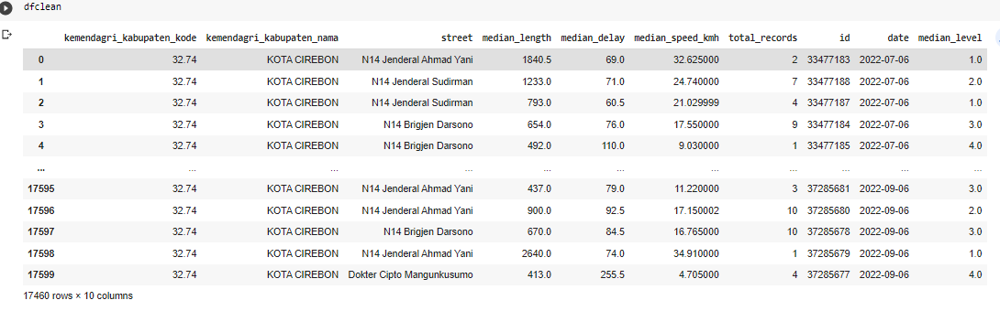 dfclean
kemendagri_kabupaten_kode kemendagri_kabupaten_nama street median_length median_delay median_speed_kmh total_records id date median_level
0 32.74 KOTA CIREBON N14 Jenderal Ahmad Yani 1840.5 69.0 32.625000 2 33477183 2022-07-06 1.0
1 32.74 KOTA CIREBON N14 Jenderal Sudirman 1233.0 71.0 24.740000 7 33477188 2022-07-06 2.0
2 32.74 KOTA CIREBON N14 Jenderal Sudirman 793.0 60.5 21.029999 4 33477187 2022-07-06 1.0
3 32.74 KOTA CIREBON N14 Brigjen Darsono 654.0 76.0 17.550000 9 33477184 2022-07-06 3.0
4 32.74 KOTA CIREBON N14 Brigjen Darsono 492.0 110.0 9.030000 1 33477185 2022-07-06 4.0
... ... ... ... ... ... ... ... ... ... ...
17595 32.74 KOTA CIREBON N14 Jenderal Ahmad Yani 437.0 79.0 11.220000 3 37285681 2022-09-06 3.0
17596 32.74 KOTA CIREBON N14 Jenderal Ahmad Yani 900.0 92.5 17.150002 10 37285680 2022-09-06 2.0
17597 32.74 KOTA CIREBON N14 Brigjen Darsono 670.0 84.5 16.765000 10 37285678 2022-09-06 3.0
17598 32.74 KOTA CIREBON N14 Jenderal Ahmad Yani 2640.0 74.0 34.910000 1 37285679 2022-09-06 1.0
17599 32.74 KOTA CIREBON Dokter Cipto Mangunkusumo 413.0 255.5 4.705000 4 37285677 2022-09-06 4.0
17460 rows × 10 columns